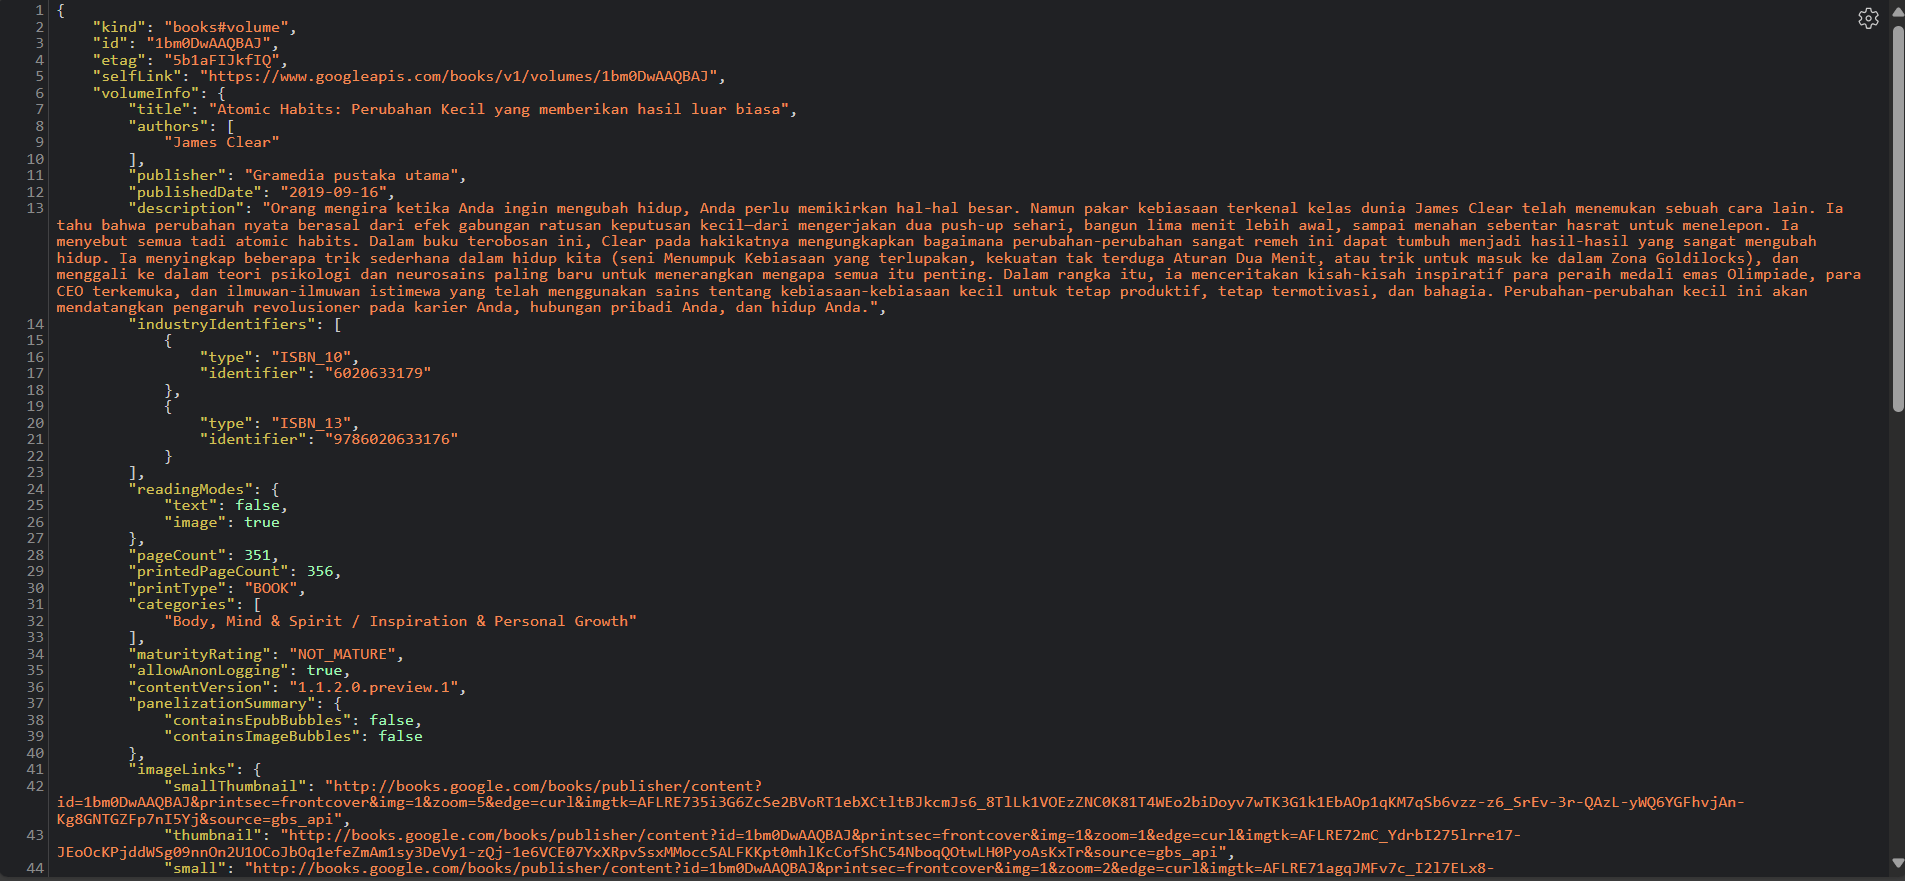 1 {
2 "kind": "books#volume",
3 "id": "1bm0DwAAQBAJ",
4 "etag": "5b1aFIJkfIQ",
5 "selfLink": "https://www.googleapis.com/books/v1/volumes/1bm0DwAAQBAJ",
6 "volumeInfo": {
7 "title": "Atomic Habits: Perubahan Kecil yang memberikan hasil luar biasa",
8 "authors": [
9 "James Clear"
10 ],
11 "publisher": "Gramedia pustaka utama",
12 "publishedDate": "2019-09-16",
13 "description": "Orang mengira ketika Anda ingin mengubah hidup, Anda perlu memikirkan hal-hal besar. Namun pakar kebiasaan terkenal kelas dunia James Clear telah menemukan sebuah cara lain. Ia
tahu bahwa perubahan nyata berasal dari efek gabungan ratusan keputusan kecil—dari mengerjakan dua push-up sehari, bangun lima menit lebih awal, sampai menahan sebentar hasrat untuk menelepon. Ia
menyebut semua tadi atomic habits. Dalam buku terobosan ini, Clear pada hakikatnya mengungkapkan bagaimana perubahan-perubahan sangat remeh ini dapat tumbuh menjadi hasil-hasil yang sangat mengubah
hidup. Ia menyingkap beberapa trik sederhana dalam hidup kita (seni Menumpuk Kebiasaan yang terlupakan, kekuatan tak terduga Aturan Dua Menit, atau trik untuk masuk ke dalam Zona Goldilocks), dan
menggali ke dalam teori psikologi dan neurosains paling baru untuk menerangkan mengapa semua itu penting. Dalam rangka itu, ia menceritakan kisah-kisah inspiratif para peraih medali emas Olimpiade, para
CEO terkemuka, dan ilmuwan-ilmuwan istimewa yang telah menggunakan sains tentang kebiasaan-kebiasaan kecil untuk tetap produktif, tetap termotivasi, dan bahagia. Perubahan-perubahan kecil ini akan
mendatangkan pengaruh revolusioner pada karier Anda, hubungan pribadi Anda, dan hidup Anda.",
14 "industryIdentifiers": [
15 {
16 "type": "ISBN_10",
17 "identifier": "6020633179"
18 },
19 {
20 "type": "ISBN_13",
21 "identifier": "9786020633176"
22 }
23 ],
24 "readingModes": {
25 "text": false,
26 "image": true
27 },
28 "pageCount": 351,
29 "printedPageCount": 356,
30 "printType": "BOOK",
31 "categories": [
32 "Body, Mind & Spirit / Inspiration & Personal Growth"
33 ],
34 "maturityRating": "NOT_MATURE",
35 "allowAnonLogging": true,
36 "contentVersion": "1.1.2.0.preview.1",
37 "panelizationSummary": {
38 "containsEpubBubbles": false,
39 "containsImageBubbles": false
40 },
41 "imageLinks": {
42 "smallThumbnail": "http://books.google.com/books/publisher/content?
id=1bm0DwAAQBAJ&printsec=frontcover&img=1&zoom=5&edge=curl&imgtk=AFLRE735i3G6ZcSe2BVoRT1ebXCtltBJkcmJs6_8TlLk1VOEzZNC0K81T4WEo2biDoyv7wTK3G1k1EbAOp1qKM7qSb6vzz-z6_SrEv-3r-QAzL-yWQ6YGFhvjAn-
Kg8GNTGZFp7nI5Yj&source=gbs_api",
43 "thumbnail": "http://books.google.com/books/publisher/content?id=1bm0DwAAQBAJ&printsec=frontcover&img=1&zoom=1&edge=curl&imgtk=AFLRE72mC_YdrbI275lrre17-
JEoOcKPjddWSg09nnOn2U1OCoJbOq1efeZmAm1sy3DeVy1-zQj-1e6VCE07YxXRpvSsxMMoccSALFKKpt0mhlKcCofShC54NboqQOtwLH0PyoAsKxTr&source=gbs_api",
44 "small": "http://books.google.com/books/publisher/content?id=1bm0DwAAQBAJ&printsec=frontcover&img=1&zoom=2&edge=curl&imgtk=AFLRE71agqJMFv7c_I2l7ELx8-